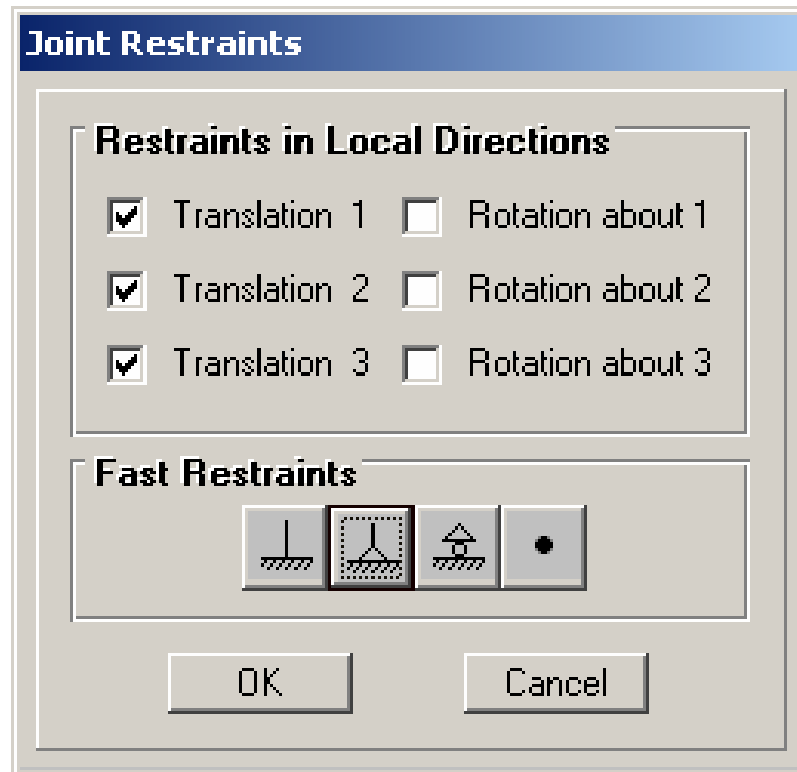 Joint Restraints
Restraints in Local Directions
Translation 1 Rotation about 1
Translation 2 Rotation about 2
Translation 3 Rotation about 3
Fast Restraints
OK Cancel